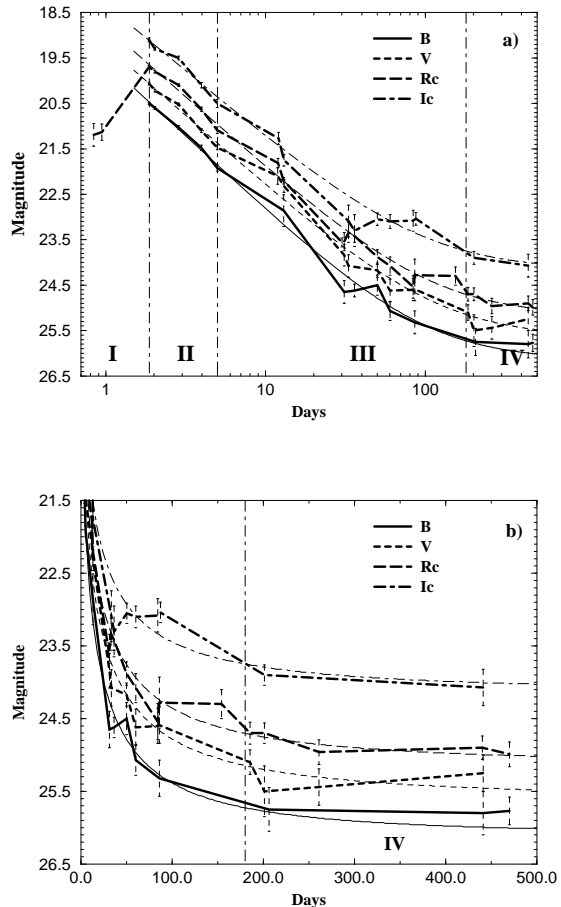 18.5
19.5
20.5
21.5
22.5
23.5
24.5
25.5
26.5
Magnitude
a)
B
V
Rc
Ic
I
II
III
IV
1
10
100
Days
21.5
22.5
23.5
24.5
25.5
26.5
Magnitude
b)
B
V
Rc
Ic
IV
0.0
100.0
200.0
300.0
400.0
500.0
Days